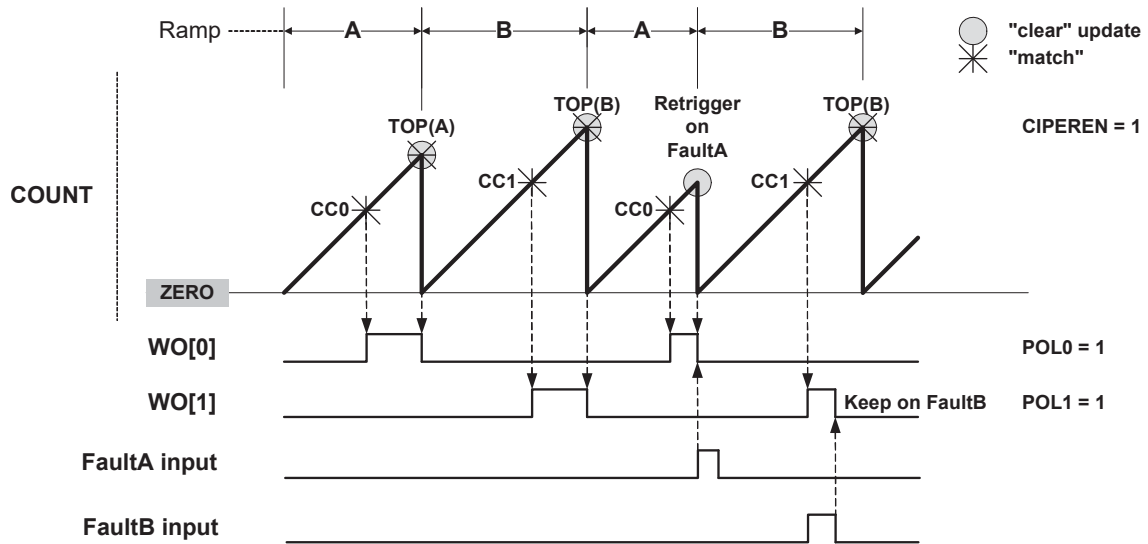 Ramp A B A B "clear" update
"match"
TOP(A) TOP(B) Retrigger on FaultA TOP(B) CIPEREN = 1
COUNT CC0 CC1 CC0 CC1
ZERO
WO[0] POL0 = 1
WO[1] Keep on FaultB POL1 = 1
FaultA input
FaultB input